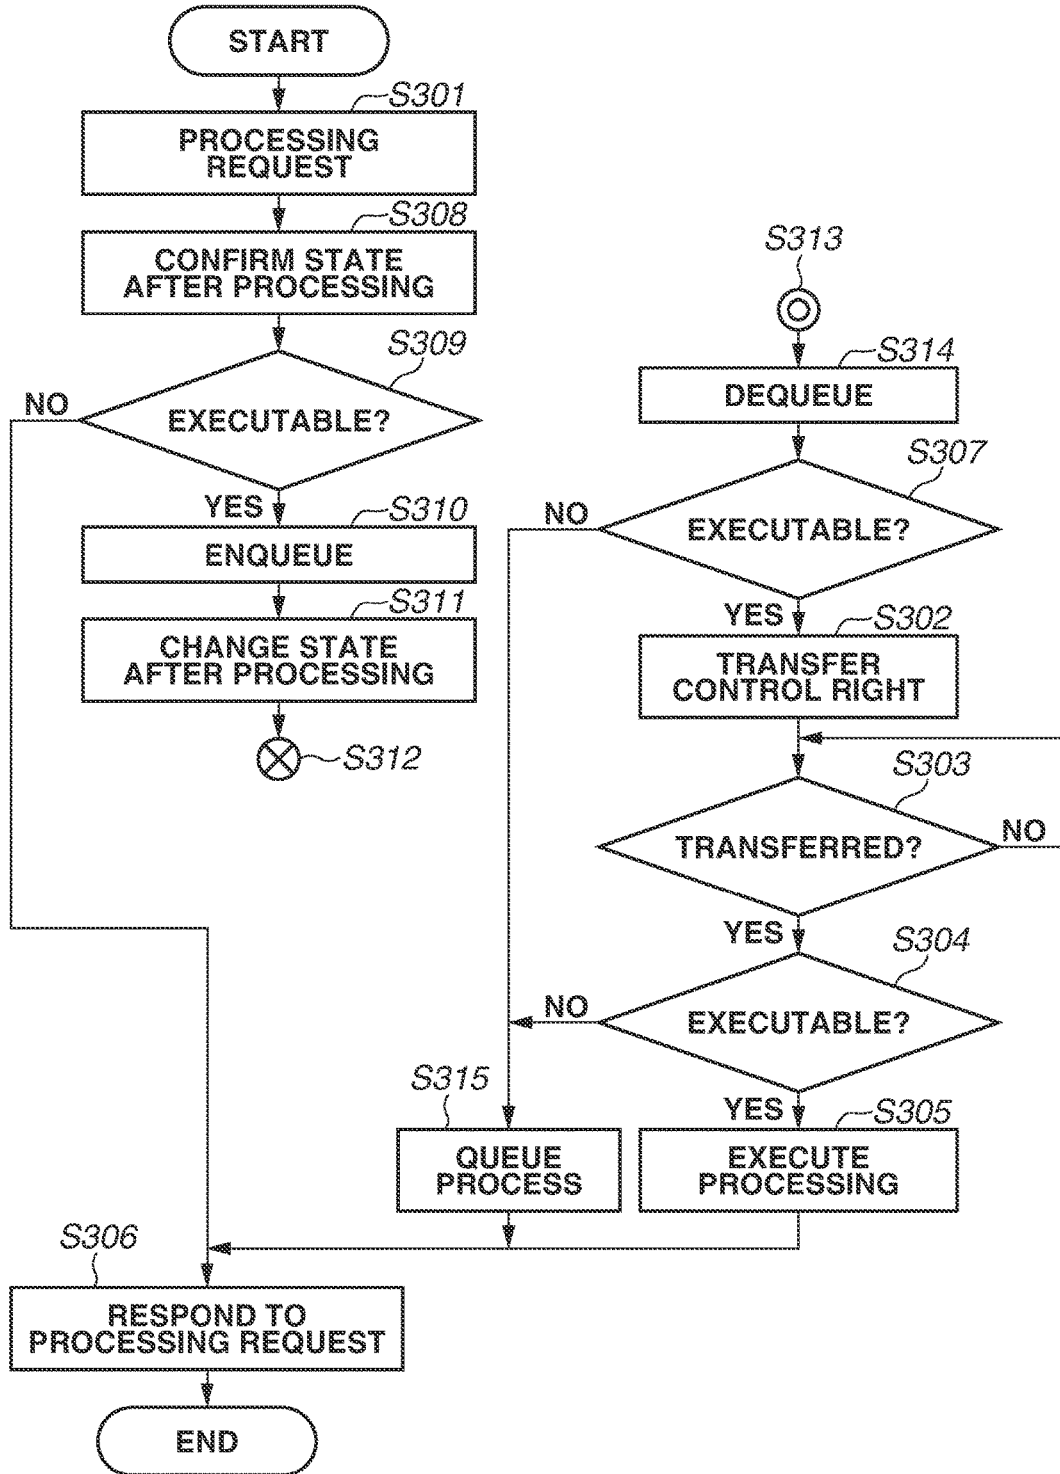 START
S301
PROCESSING
REQUEST
S308
CONFIRM STATE
AFTER PROCESSING
S309
EXECUTABLE?
NO
YES
S310
ENQUEUE
S311
CHANGE STATE
AFTER PROCESSING
S312
S313
S314
DEQUEUE
S307
EXECUTABLE?
NO
YES
S302
TRANSFER
CONTROL RIGHT
S303
TRANSFERRED?
NO
YES
S304
EXECUTABLE?
NO
YES
S315
QUEUE
PROCESS
S305
EXECUTE
PROCESSING
S306
RESPOND TO
PROCESSING REQUEST
END